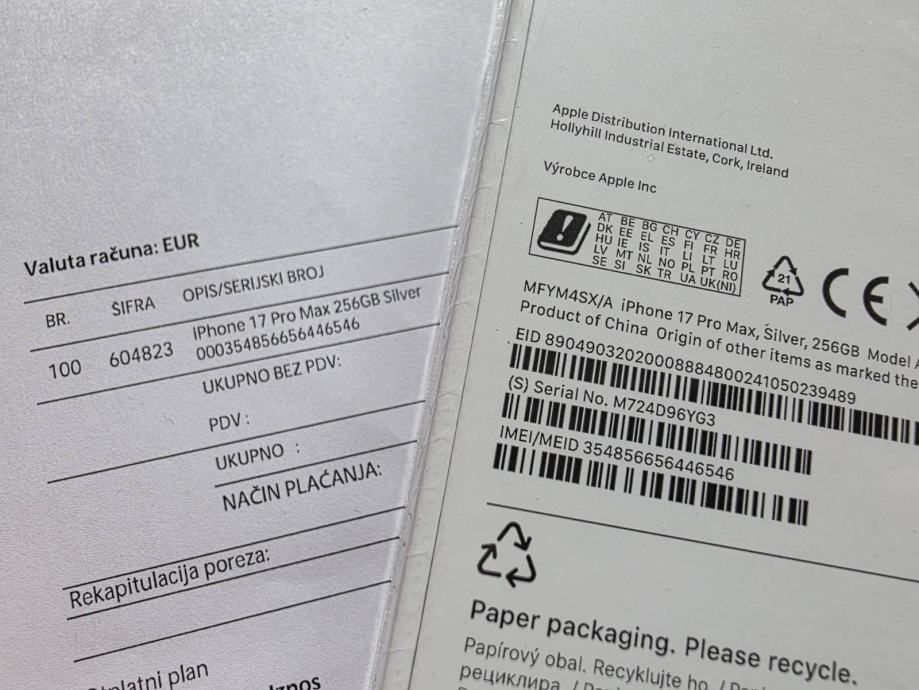 Valuta računa: EUR
BR. ŠIFRA OPIS/SERIJSKI BROJ
100 604823 iPhone 17 Pro Max 256GB Silver
000354856656446546
UKUPNO BEZ PDV:
PDV :
UKUPNO :
NAČIN PLAĆANJA:
Rekapitulacija poreza:
plan
Apple Distribution International Ltd.
Hollyhill Industrial Estate, Cork, Ireland
Výrobce Apple Inc
AT BE BG CH CY CZ DE
DK EE EL ES FI FR HR
HU IE IS IT LI LT LU
LV MT NL NO PL PT RO
SE SI SK TR UA UK(NI)
21
PAP
CE
MFYM4SX/A iPhone 17 Pro Max, Silver, 256GB Model
Product of China Origin of other items as marked
EID 89049032020008884800241050239489
(S) Serial No. M724D96YG3
IMEI/MEID 354856656446546
Paper packaging. Please recycle.
Papírový obal. Recyklujte ho. /
рециклира. /